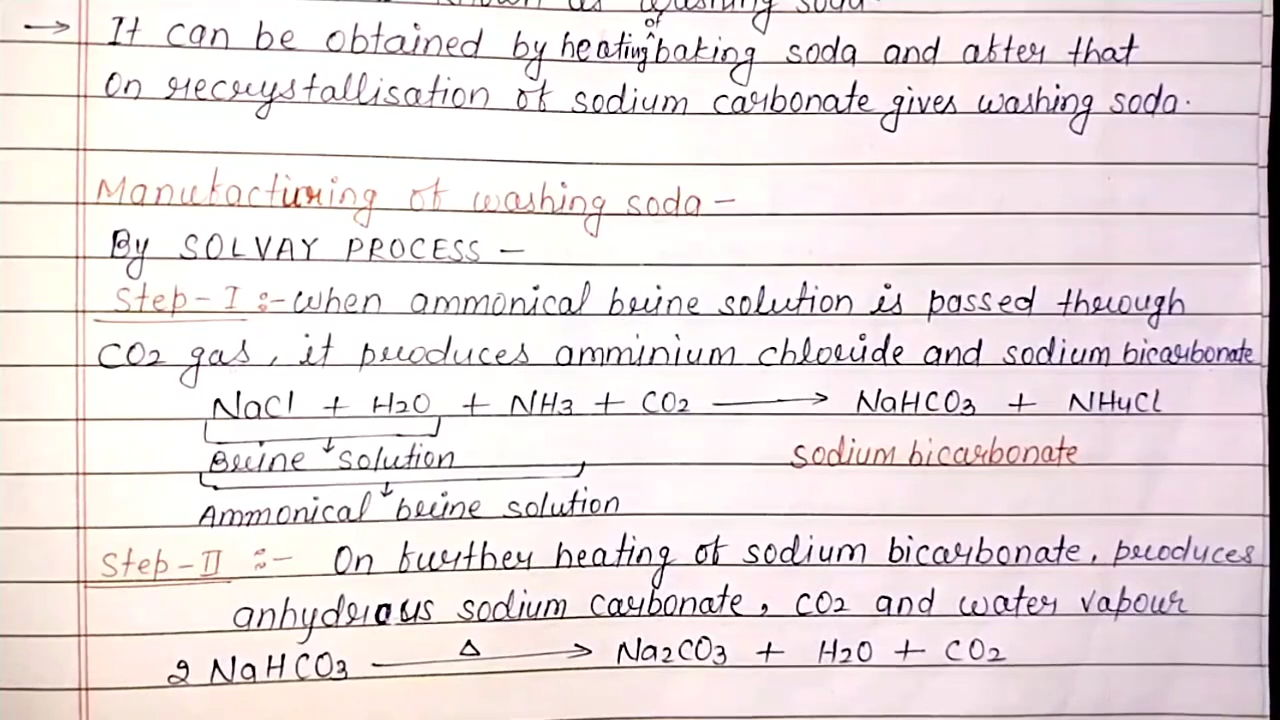 known as washing soda
→ It can be obtained by heating of baking soda and after that
on recrystallisation of sodium carbonate gives washing soda.
Manufacturing of washing soda -
By SOLVAY PROCESS -
Step-I :- when ammonical brine solution is passed through
CO2 gas, it produces amminium chloride and sodium bicarbonate
NaCl + H2O + NH3 + CO2 → NaHCO3 + NH4Cl
Brine solution sodium bicarbonate
Ammonical brine solution
Step-II :- On further heating of sodium bicarbonate, produces
anhydrous sodium carbonate, CO2 and water vapour
2 NaHCO3 —Δ→ Na2CO3 + H2O + CO2